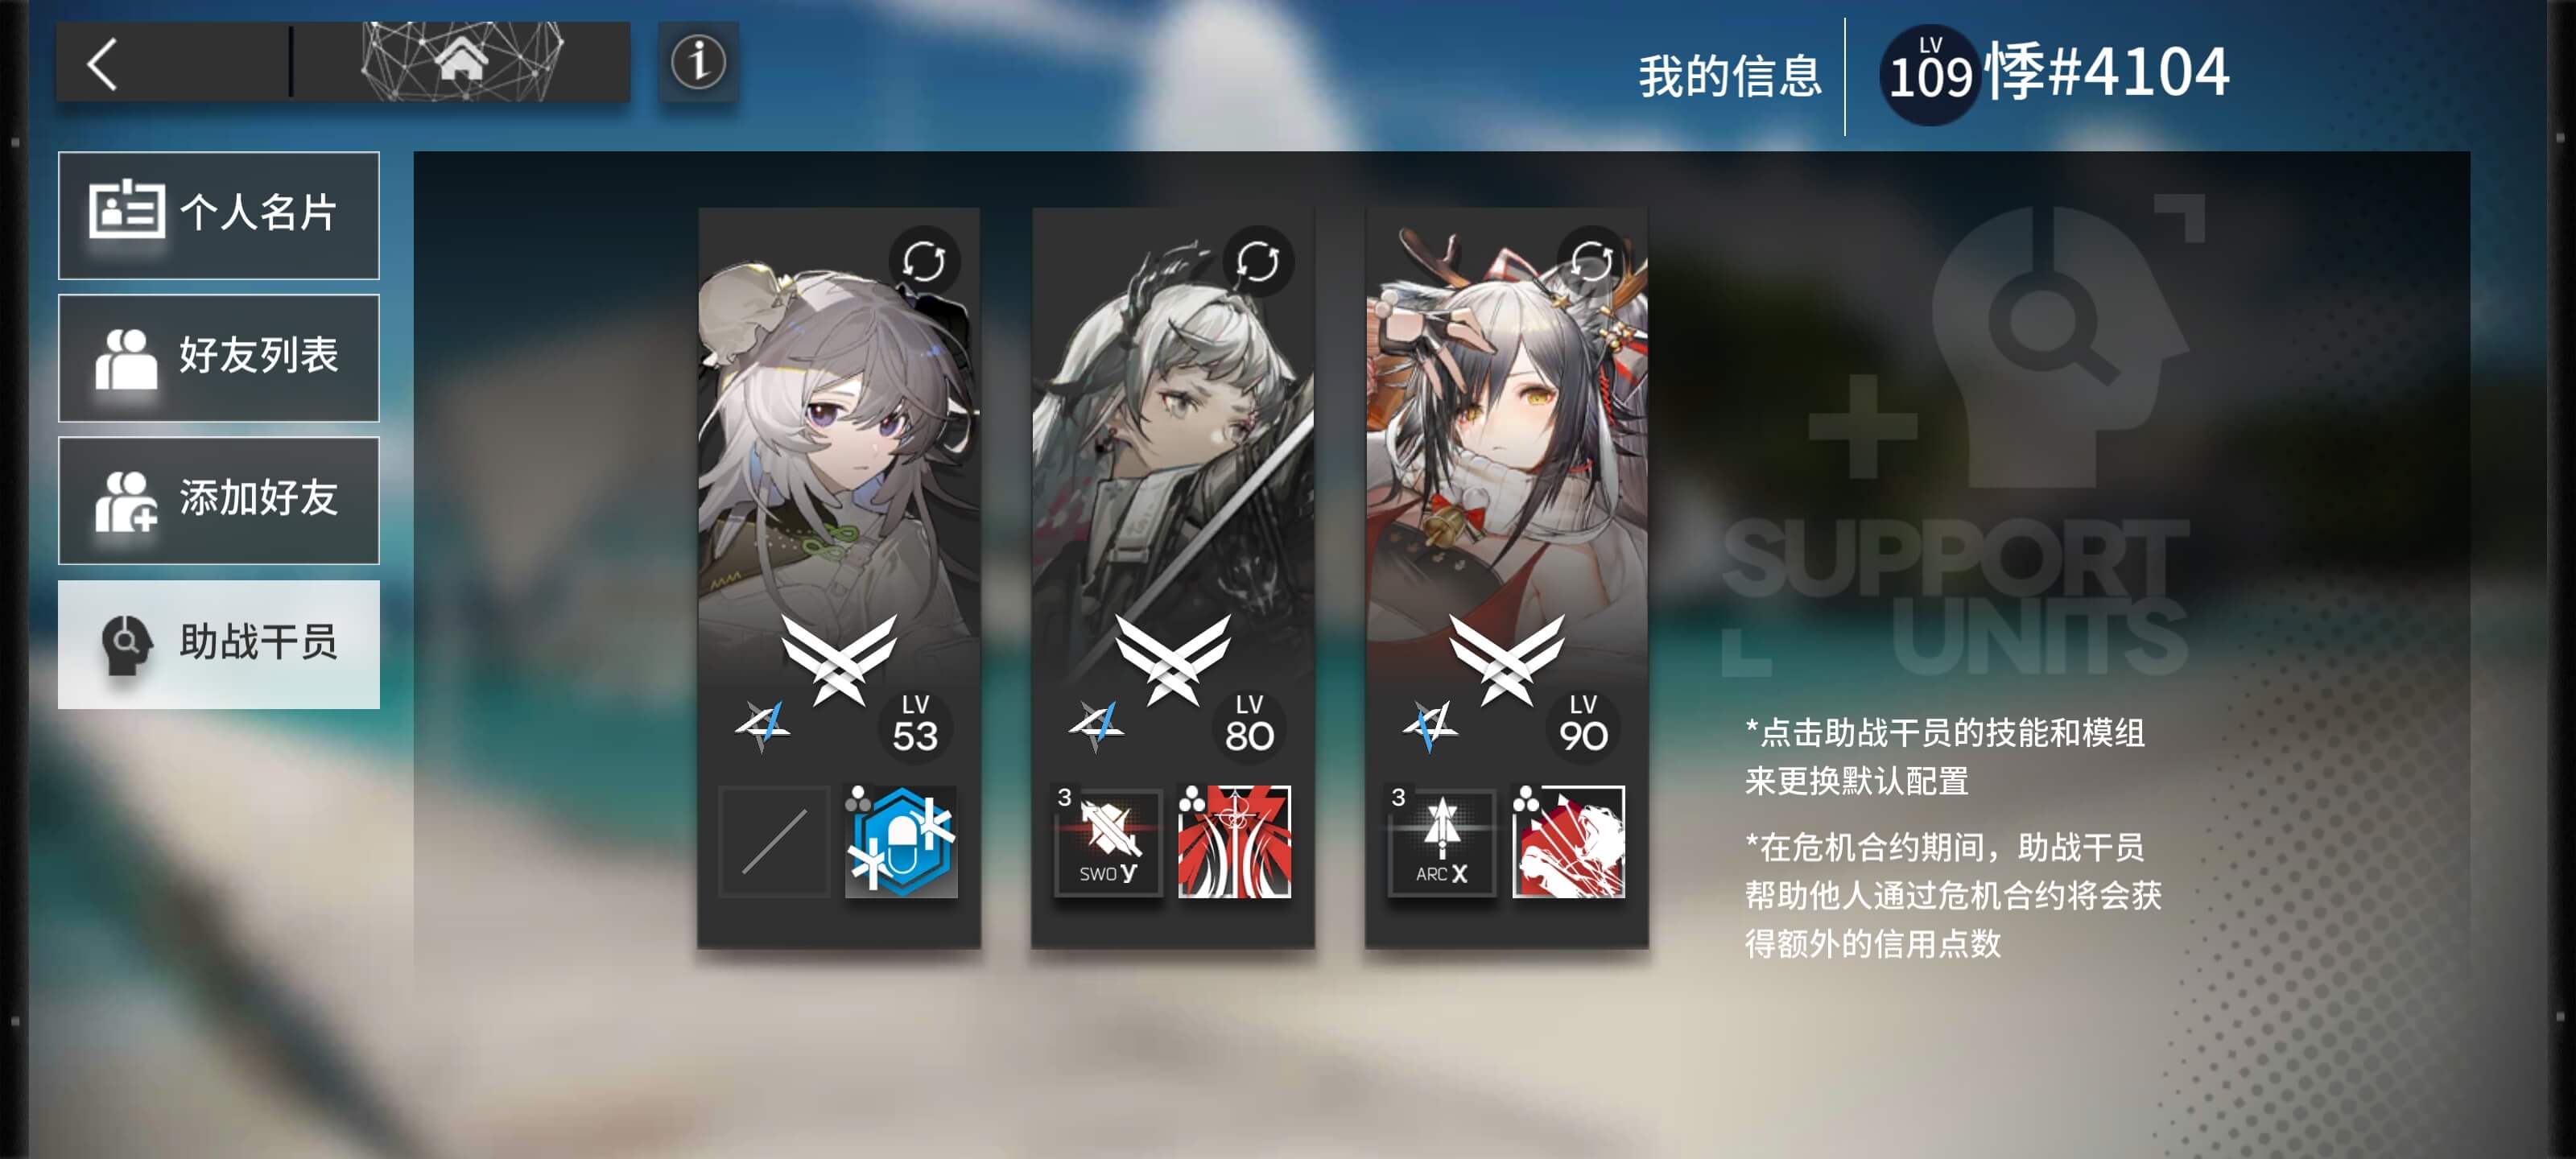 我的信息
LV
109
悸#4104
个人名片
好友列表
添加好友
助战干员
LV
53
LV
80
3
SWO Y
LV
90
3
ARC X
SUPPORT
UNITS
*点击助战干员的技能和模组
来更换默认配置
*在危机合约期间，助战干员
帮助他人通过危机合约将会获
得额外的信用点数